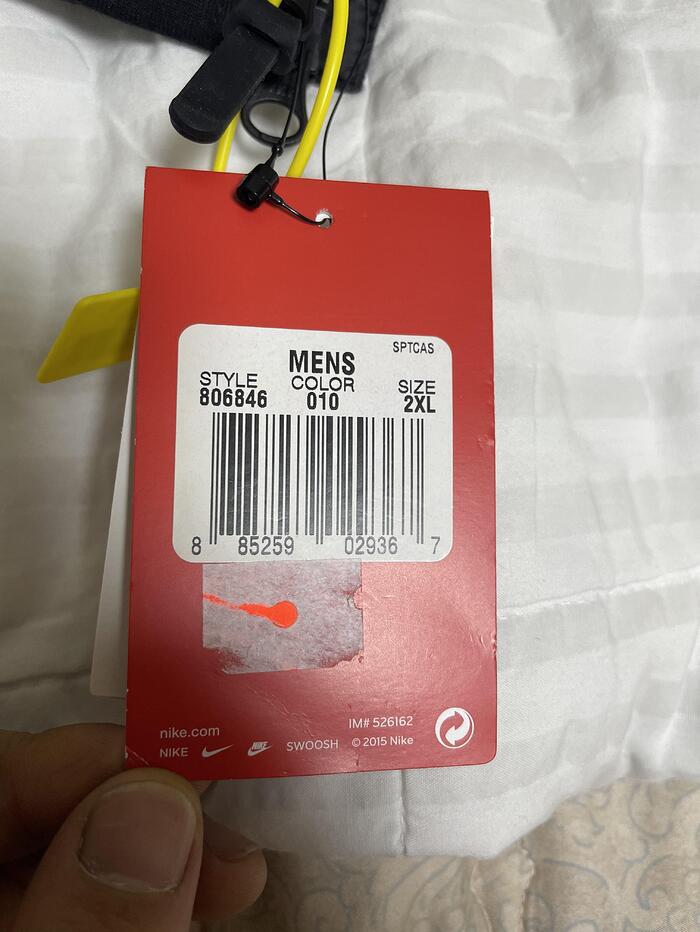 SPTCAS
MENS
STYLE COLOR SIZE
806846 010 2XL
8 85259 02936 7
nike.com IM# 526162
NIKE NIKE SWOOSH © 2015 Nike